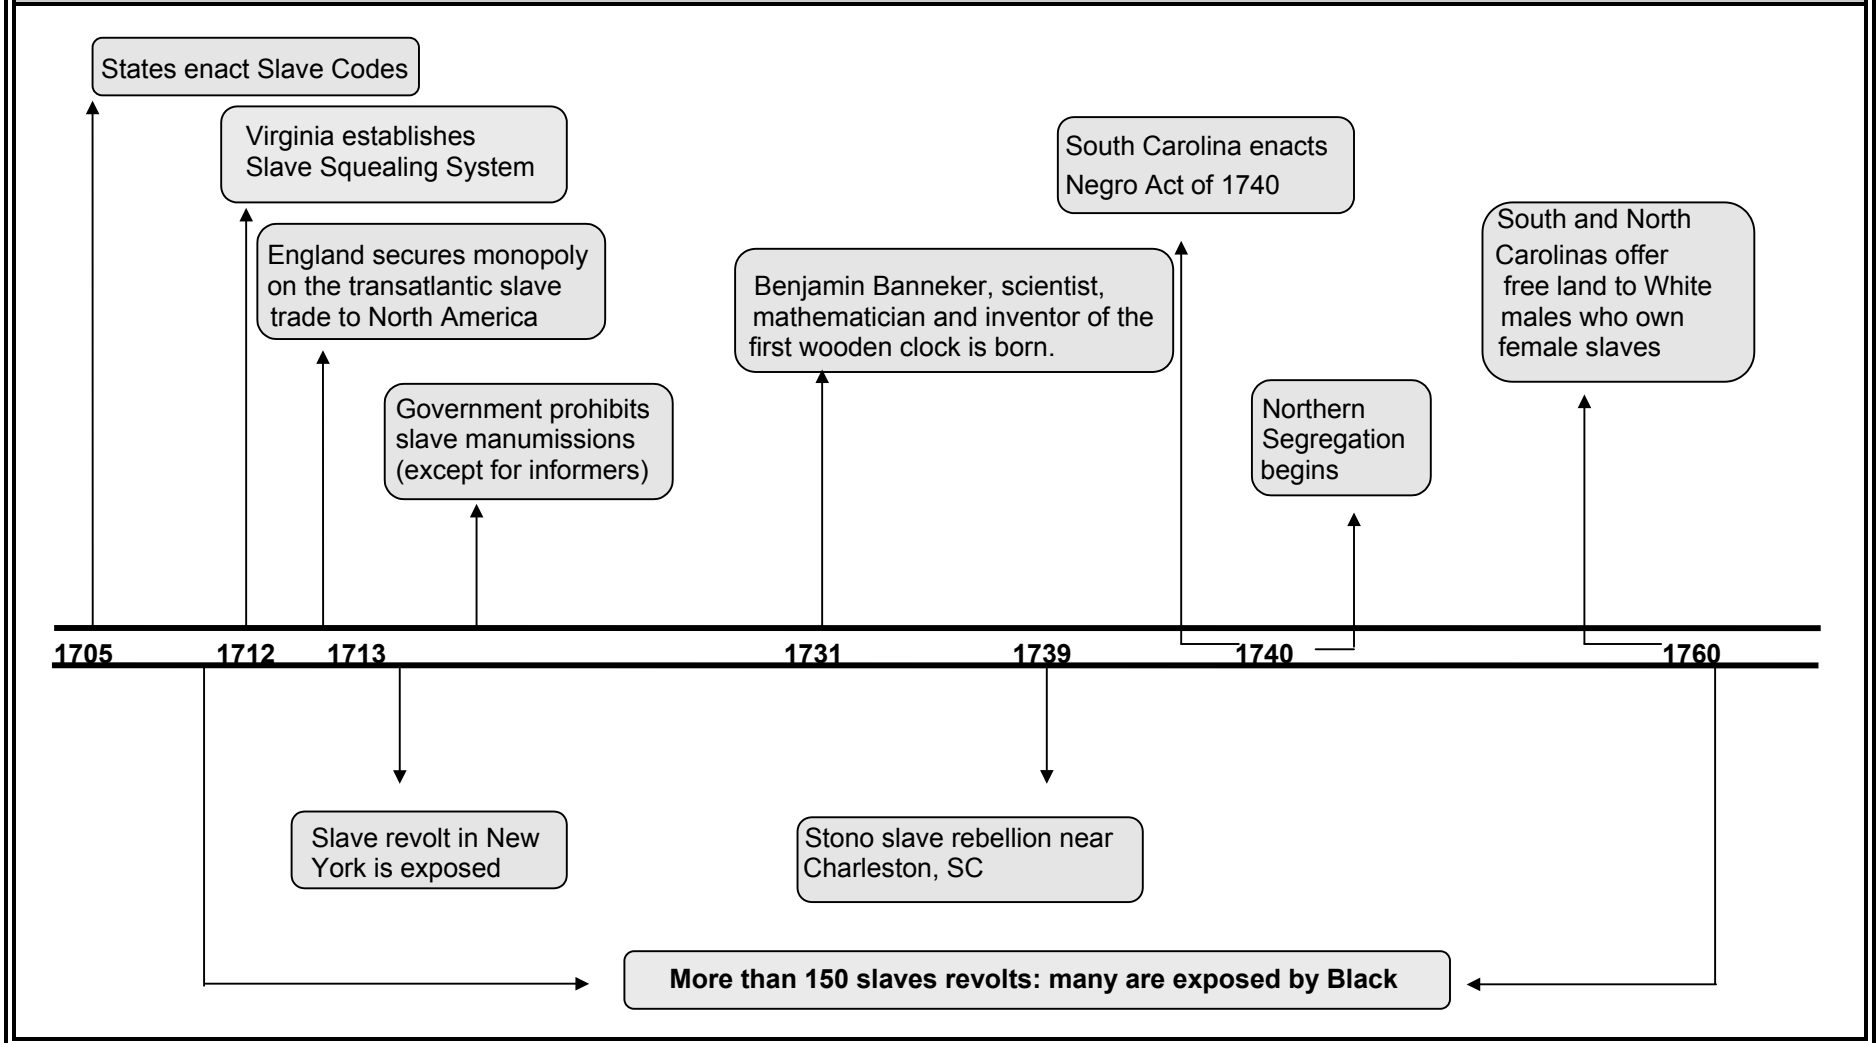 States enact Slave Codes
Virginia establishes
Slave Squealing System
England secures monopoly
on the transatlantic slave
trade to North America
Government prohibits
slave manumissions
(except for informers)
Benjamin Banneker, scientist,
mathematician and inventor of the
first wooden clock is born.
South Carolina enacts
Negro Act of 1740
Northern
Segregation
begins
South and North
Carolinas offer
free land to White
males who own
female slaves
1705 1712 1713 1731 1739 1740 1760
Slave revolt in New
York is exposed
Stono slave rebellion near
Charleston, SC
More than 150 slaves revolts: many are exposed by Black